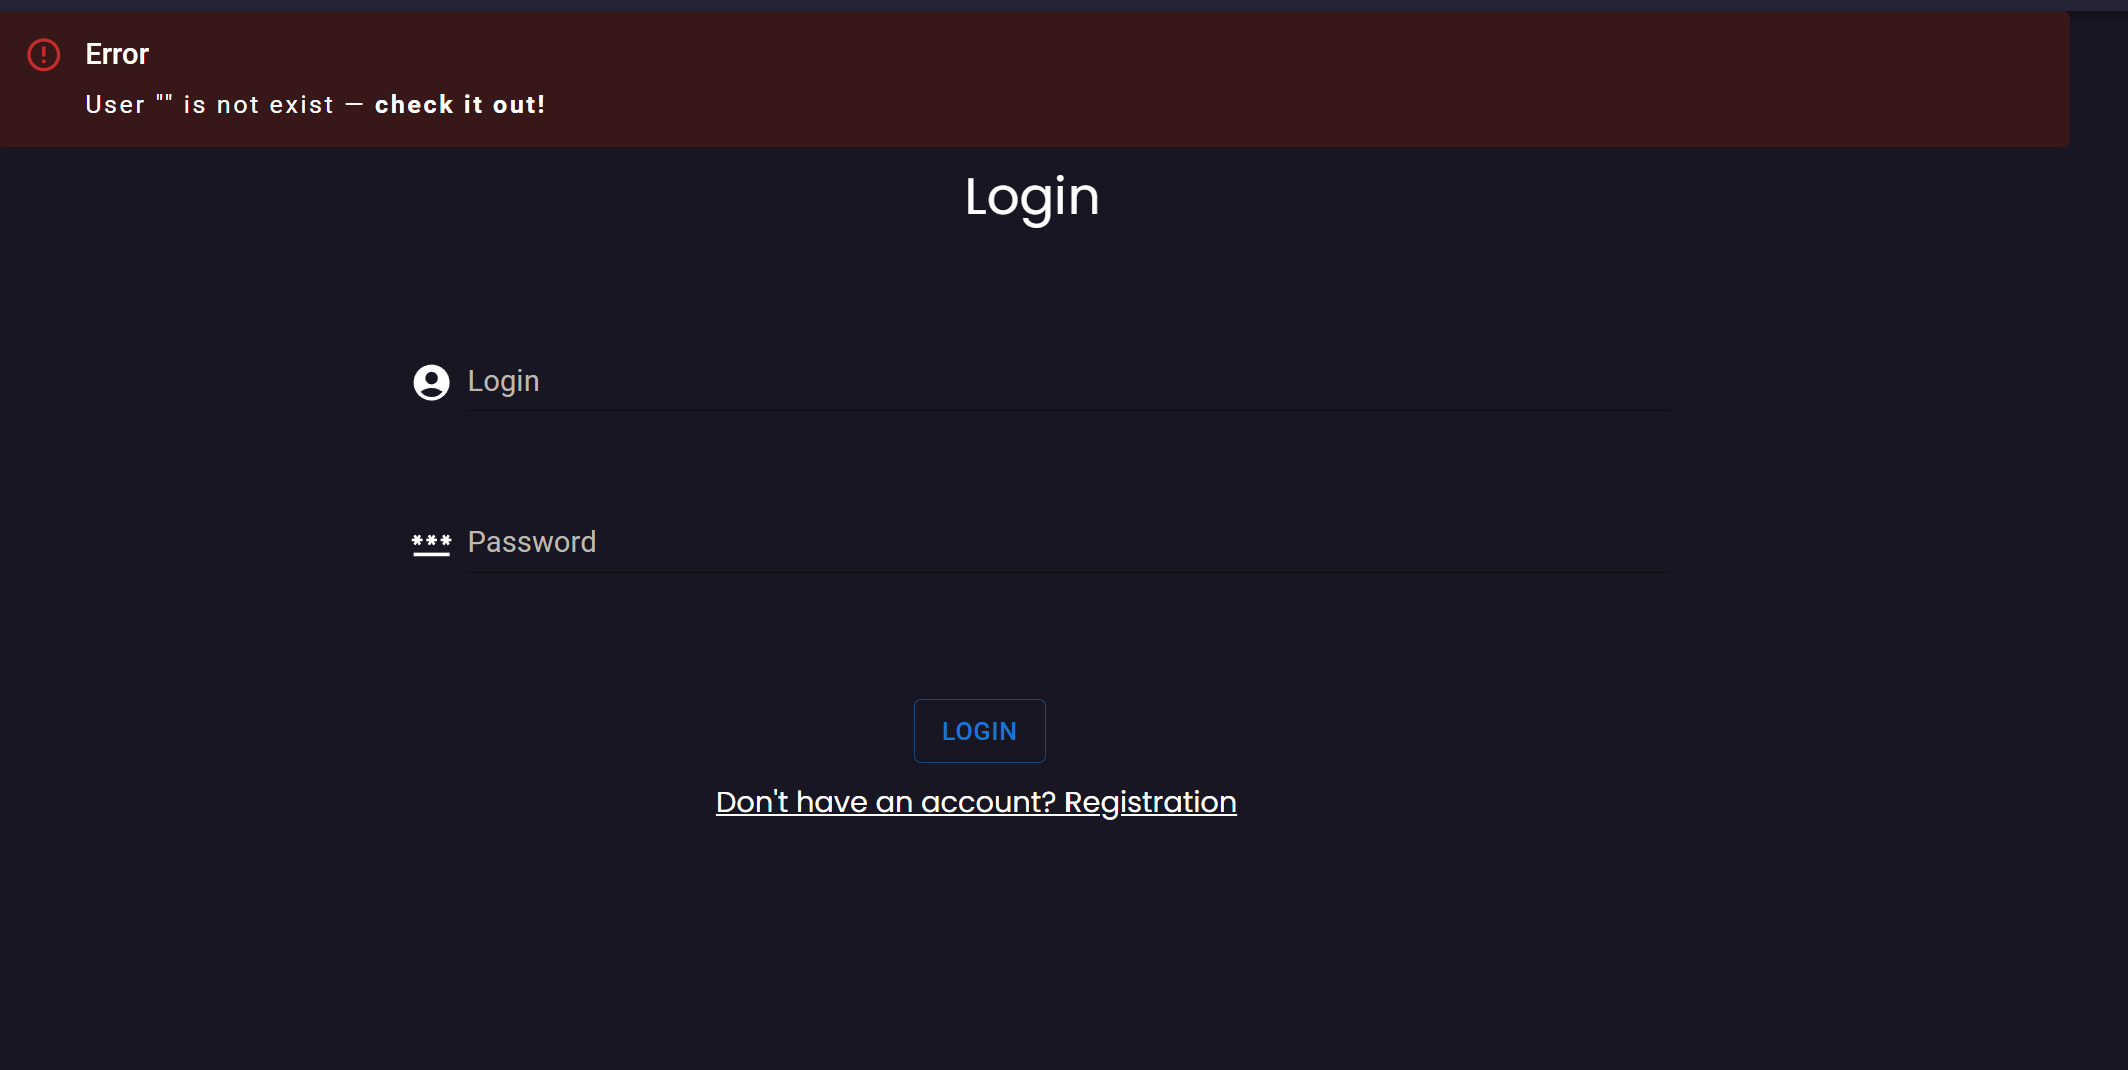 Error
User "" is not exist — check it out!
Login
Login
*** Password
LOGIN
Don't have an account? Registration